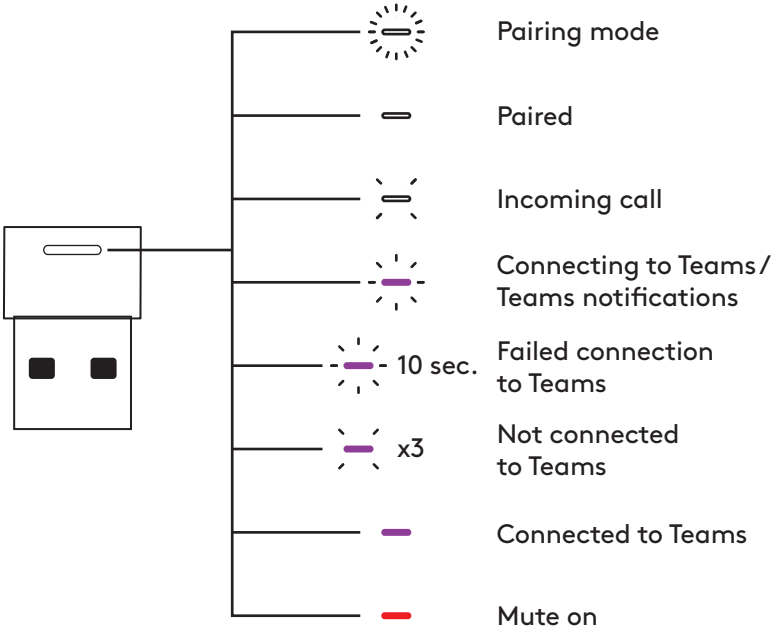 Pairing mode
Paired
Incoming call
Connecting to Teams/
Teams notifications
10 sec. Failed connection
to Teams
x3 Not connected
to Teams
Connected to Teams
Mute on